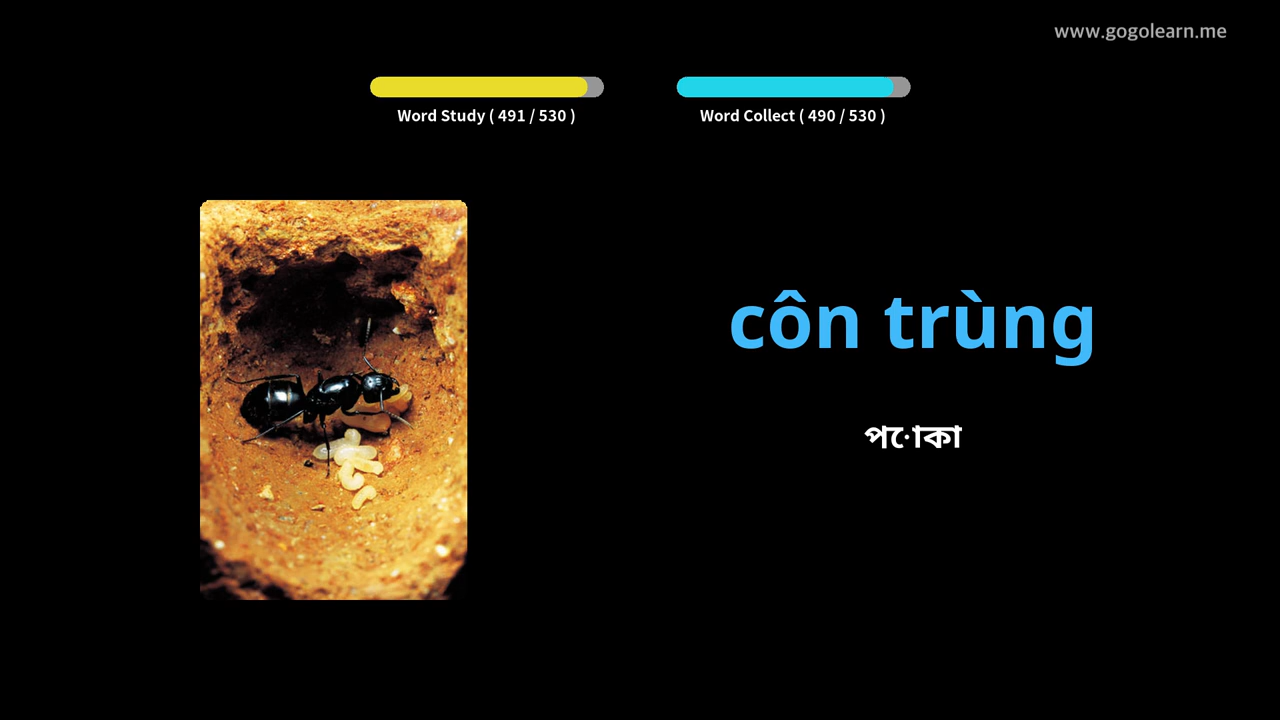 www.gogolearn.me
Word Study ( 491 / 530 )
Word Collect ( 490 / 530 )
côn trùng
পোকা